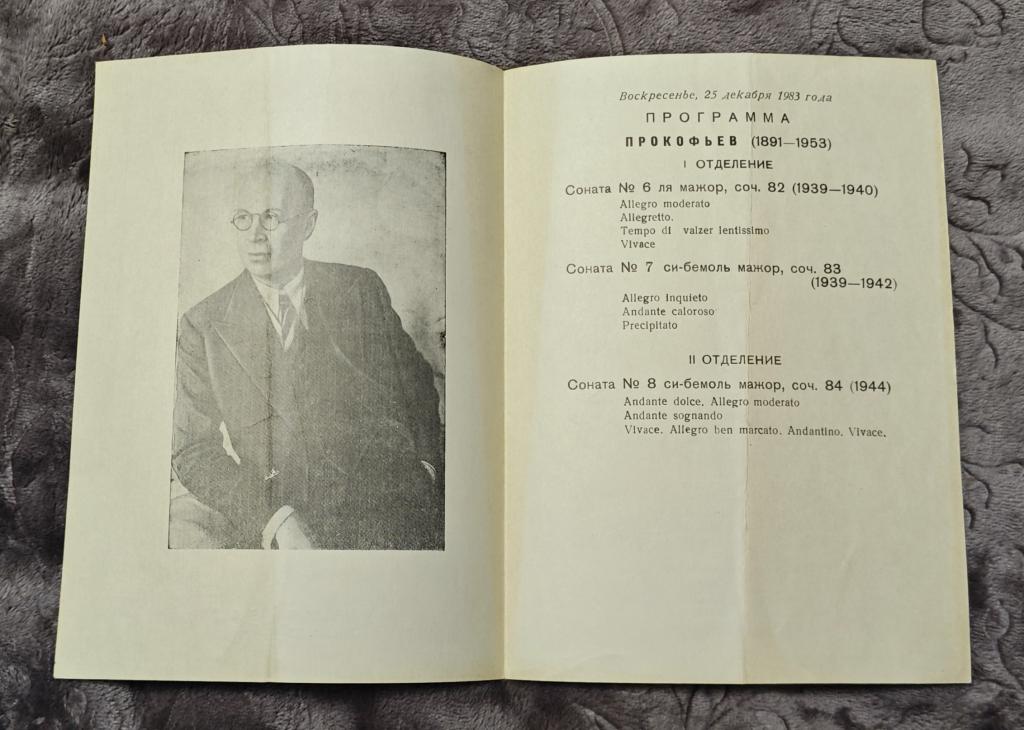 Воскресенье, 25 декабря 1983 года
ПРОГРАММА
ПРОКОФЬЕВ (1891—1953)
I ОТДЕЛЕНИЕ
Соната № 6 ля мажор, соч. 82 (1939—1940)
Allegro moderato
Allegretto.
Tempo di valzer lentissimo
Vivace
Соната № 7 си-бемоль мажор, соч. 83
(1939—1942)
Allegro inquieto
Andante caloroso
Precipitato
II ОТДЕЛЕНИЕ
Соната № 8 си-бемоль мажор, соч. 84 (1944)
Andante dolce. Allegro moderato
Andante sognando
Vivace. Allegro ben marcato. Andantino. Vivace.